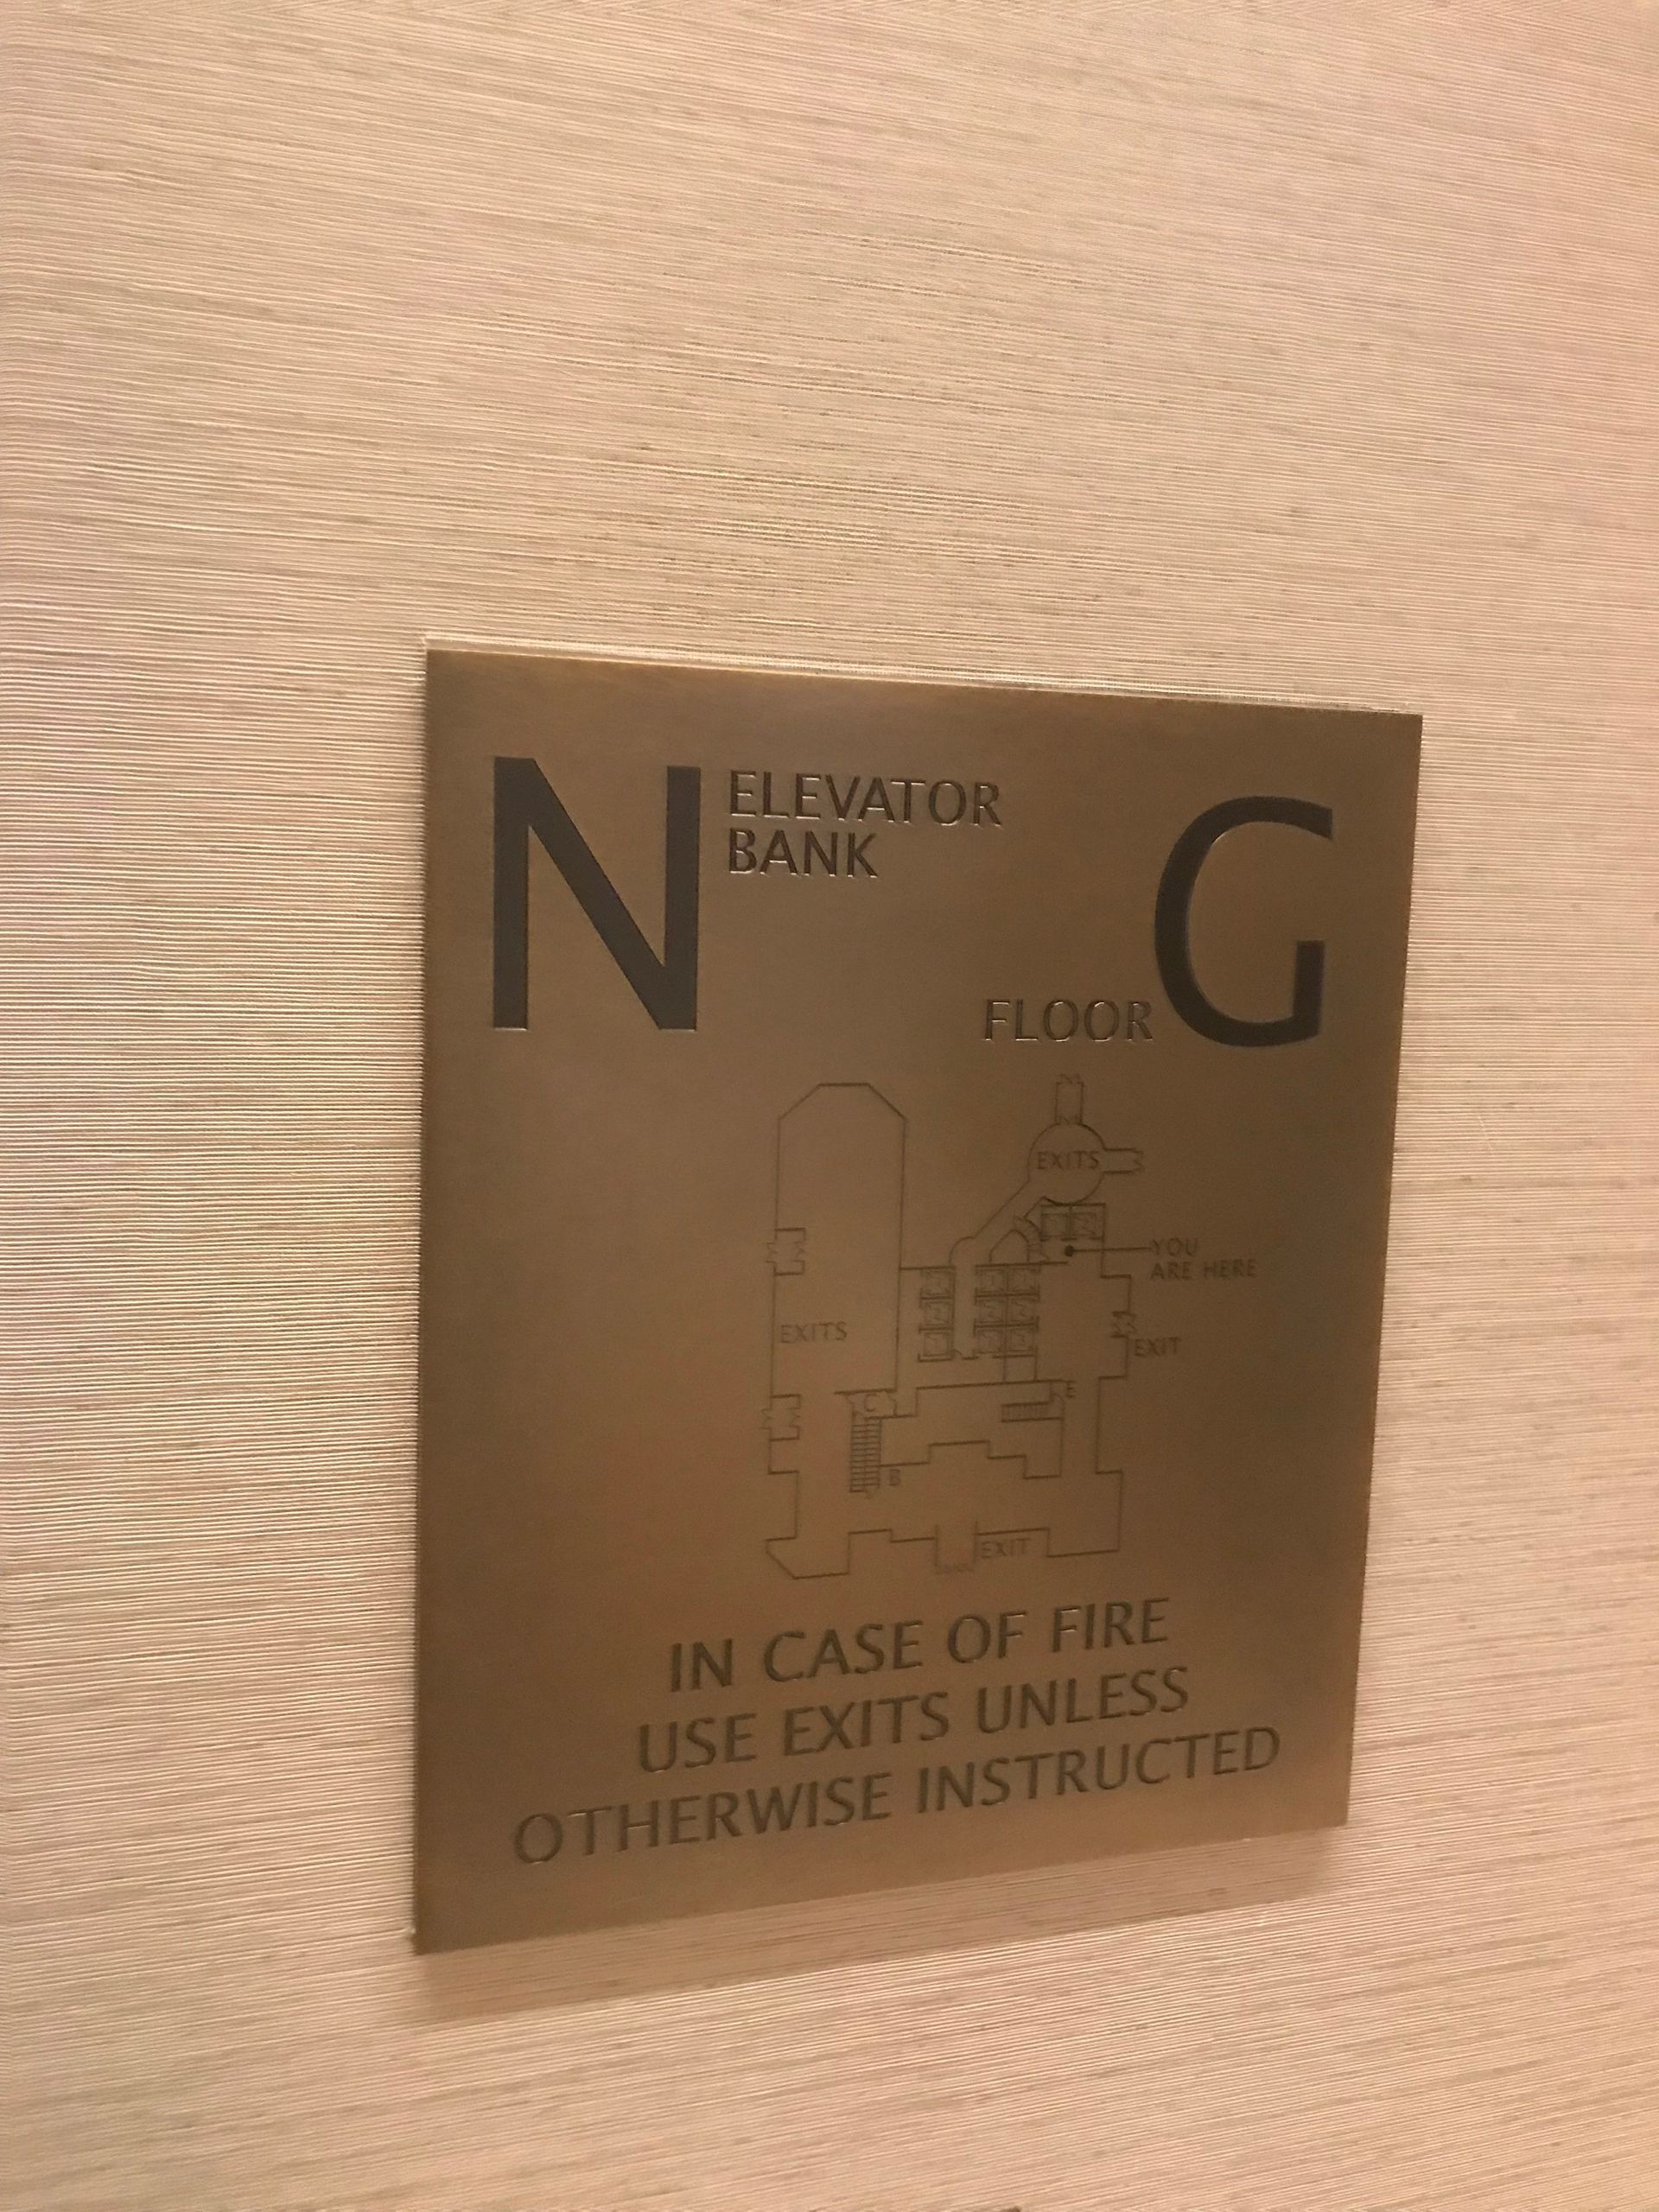 N ELEVATOR
BANK
G
FLOOR
EXITS
YOU
ARE HERE
EXITS
EXIT
E
C
B
EXIT
IN CASE OF FIRE
USE EXITS UNLESS
OTHERWISE INSTRUCTED